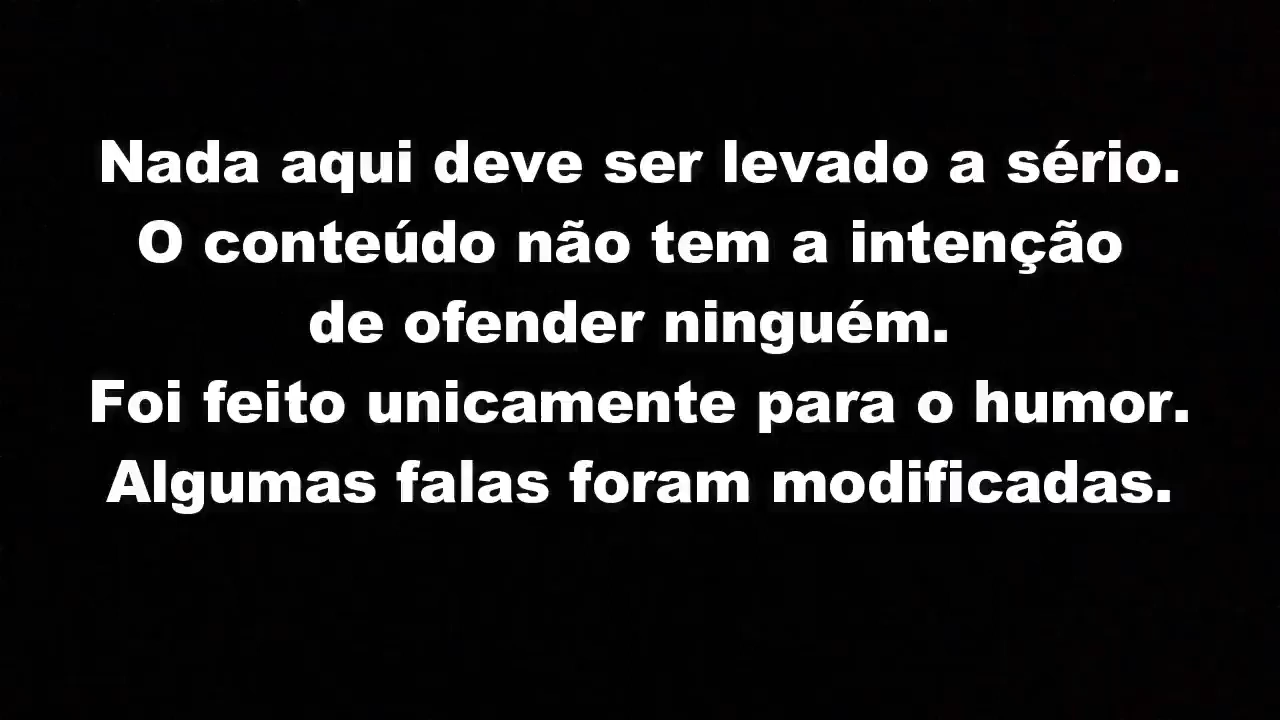 Nada aqui deve ser levado a sério.
O conteúdo não tem a intenção
de ofender ninguém.
Foi feito unicamente para o humor.
Algumas falas foram modificadas.